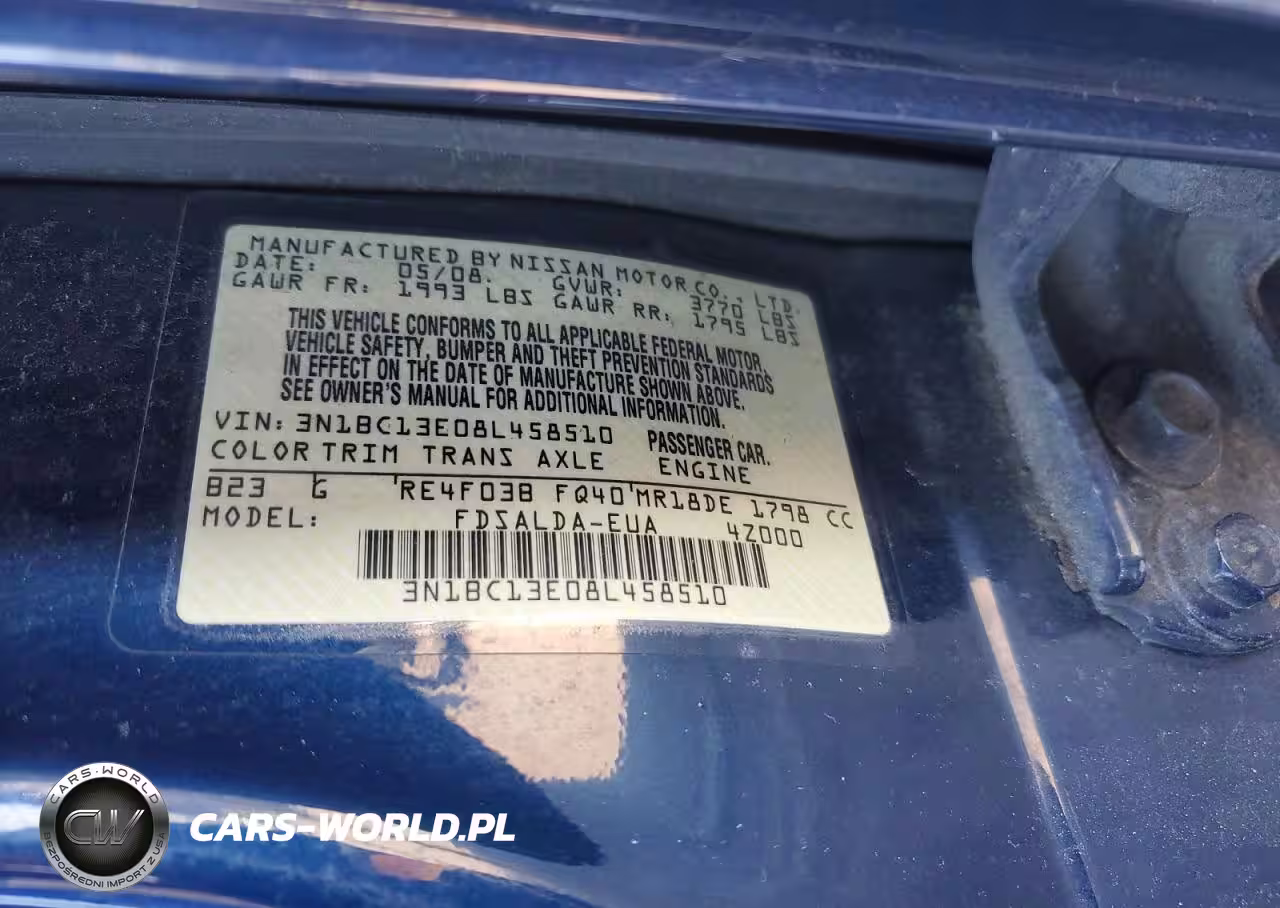 MANUFACTURED BY NISSAN MOTOR CO., LTD.
DATE: 05/08. GVWR: 3770 LBS
GAWR FR: 1993 LBS GAWR RR: 1795 LBS
THIS VEHICLE CONFORMS TO ALL APPLICABLE FEDERAL MOTOR
VEHICLE SAFETY, BUMPER AND THEFT PREVENTION STANDARDS
IN EFFECT ON THE DATE OF MANUFACTURE SHOWN ABOVE.
SEE OWNER'S MANUAL FOR ADDITIONAL INFORMATION.
VIN: 3N1BC13E08L458510 PASSENGER CAR.
COLOR TRIM TRANS AXLE ENGINE
B23 G RE4F03B FQ40 MR18DE 1798 CC
MODEL: FDSALDA-EUA 4Z000
3N1BC13E08L458510
CARS-WORLD
CW
BEZPOŚREDNI IMPORT Z USA
CARS-WORLD.PL